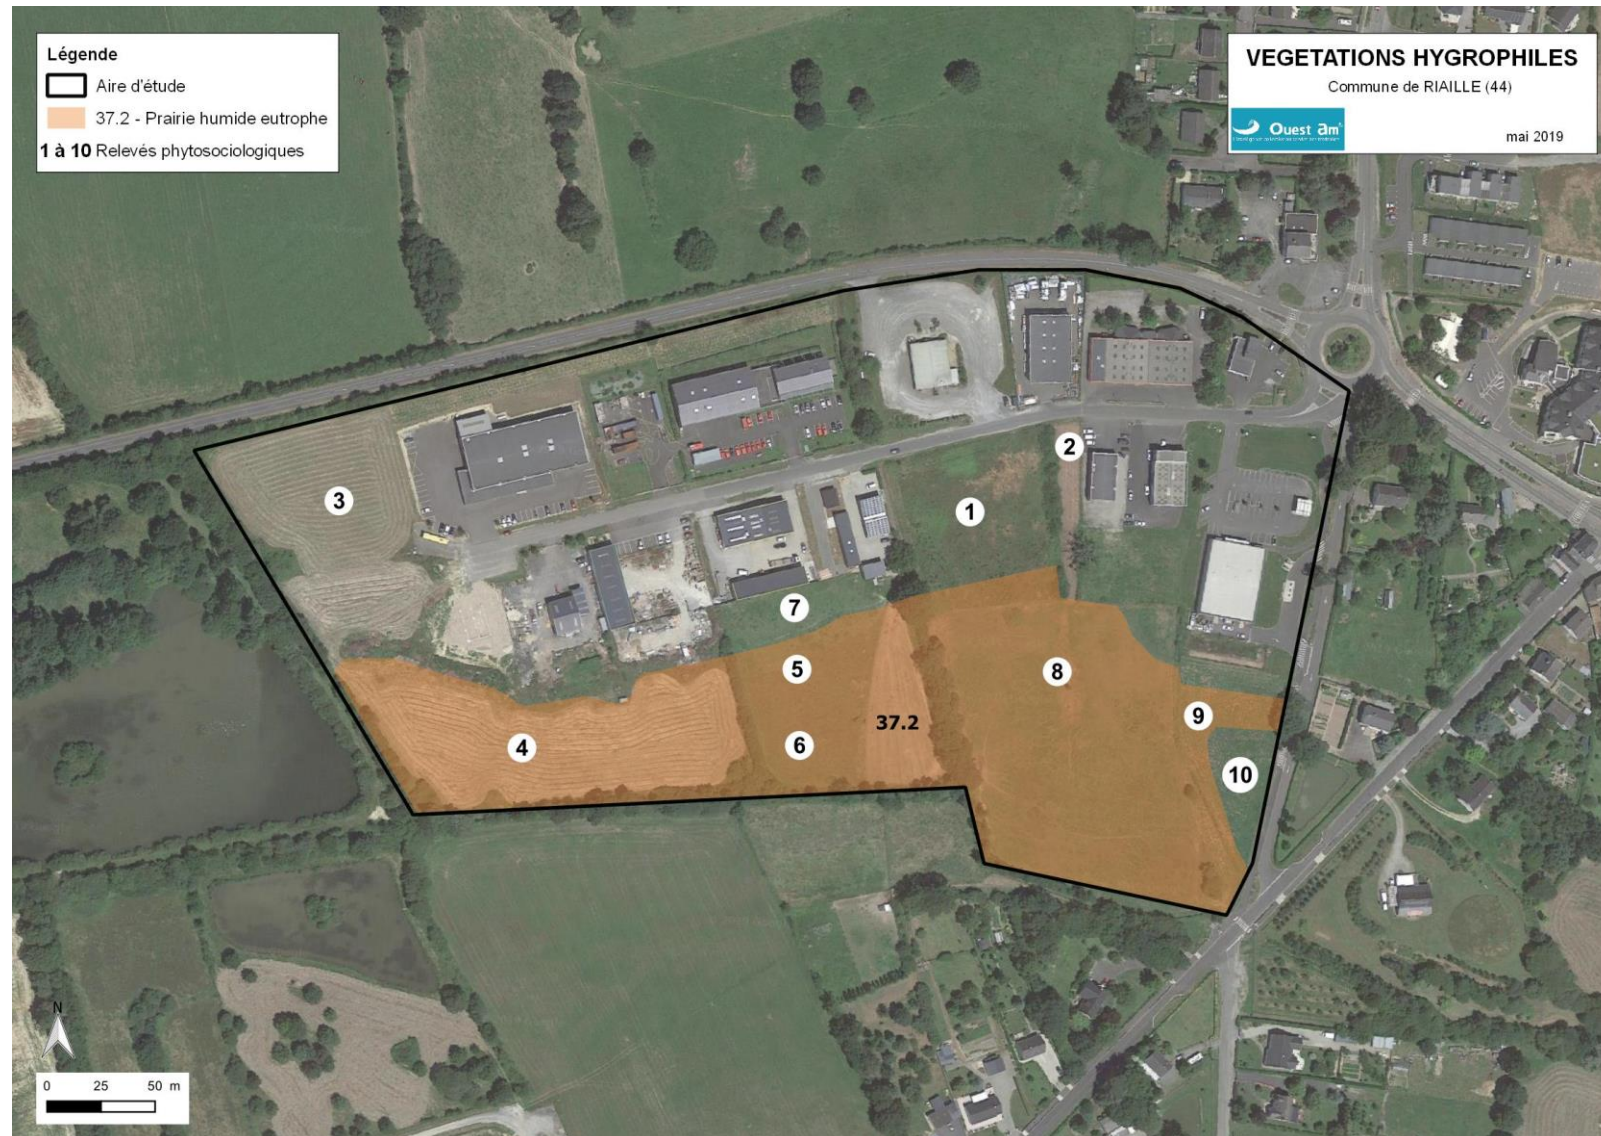 Légende
Aire d'étude
37.2 - Prairie humide eutrophe
1 à 10 Relevés phytosociologiques
VEGETATIONS HYGROPHILES
Commune de RIAILLE (44)
Ouest am'
mai 2019
2
3
1
7
5
8
37.2
9
4
6
10
N
0 25 50 m